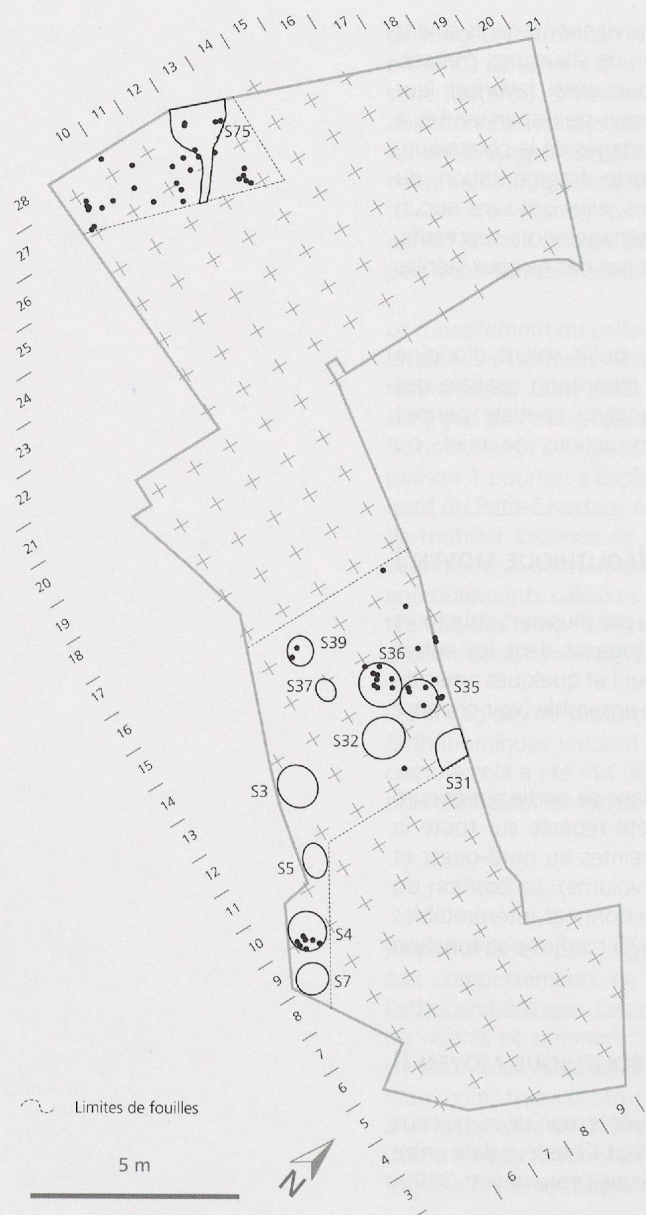 10 | 11 | 12 | 13 | 14 | 15 | 16 | 17 | 18 | 19 | 20 | 21
S75
28
27
26
25
24
23
22
21
20
19
18
17
16
15
14
13
12
11
10
9
8
7
6
5
4
3
S39
S36
S37
S35
S32
S31
S3
S5
S4
S7
6 | 7 | 8 | 9
Limites de fouilles
5 m
N